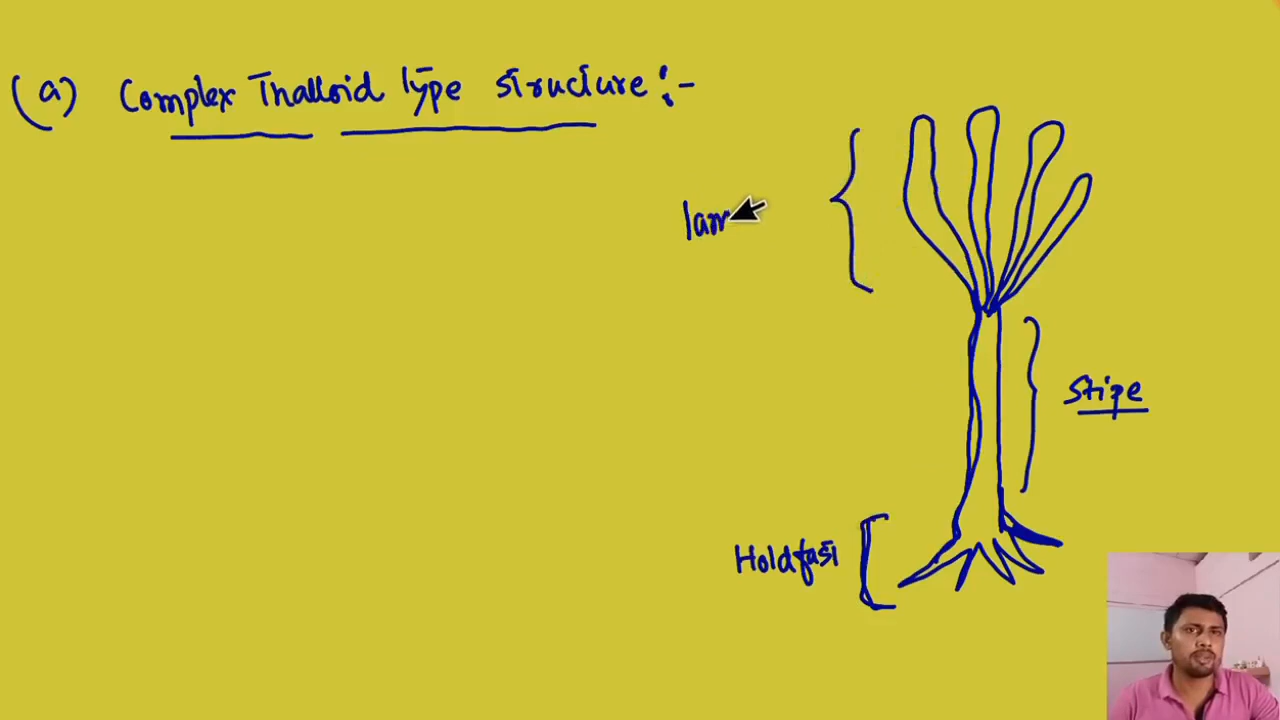 (a) Complex Thalloid type structure :-
lam
Stipe
Holdfast